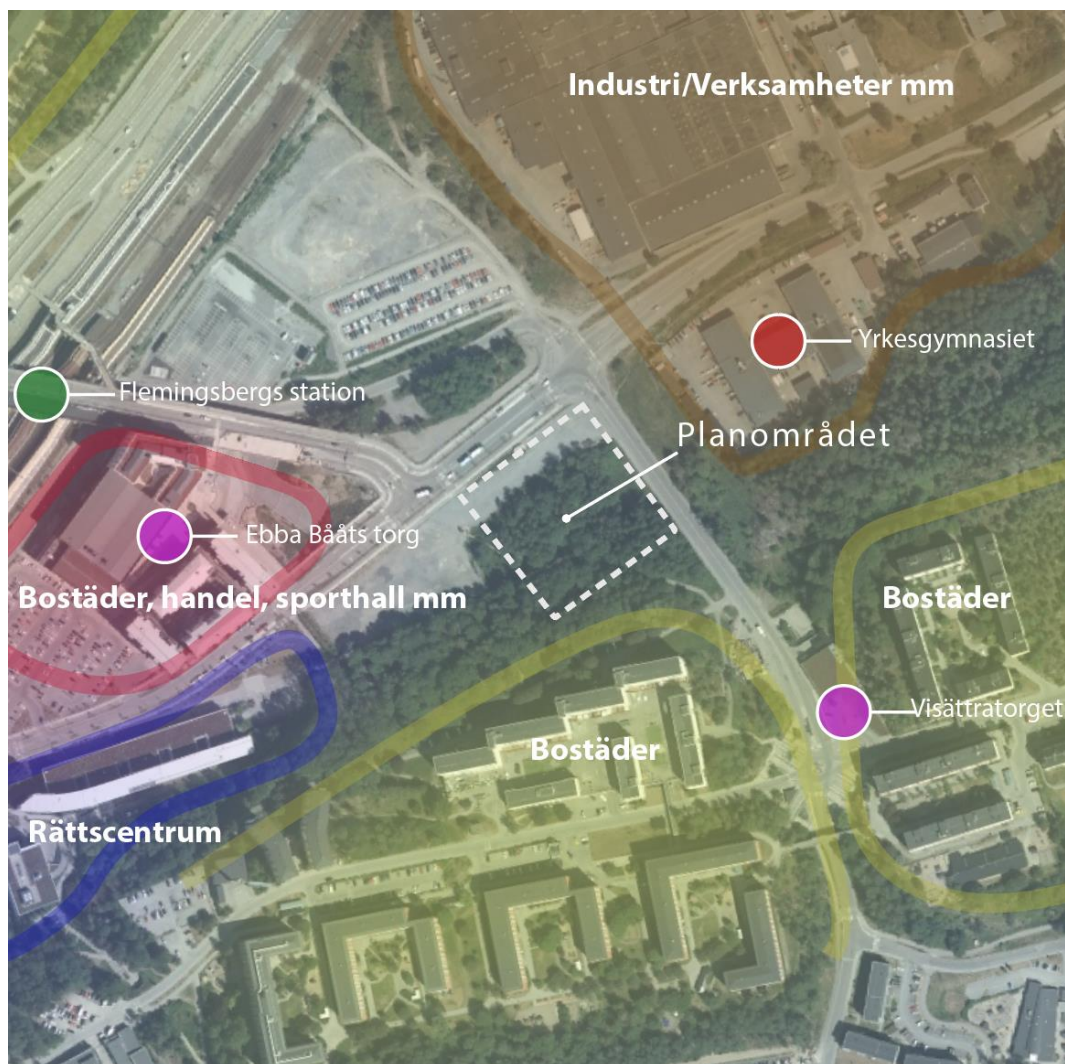 Industri/Verksamheter mm
Yrkesgymnasiet
Flemingsbergs station
Planområdet
Ebba Bååts torg
Bostäder, handel, sporthall mm
Bostäder
Visättratorget
Bostäder
Rättscentrum